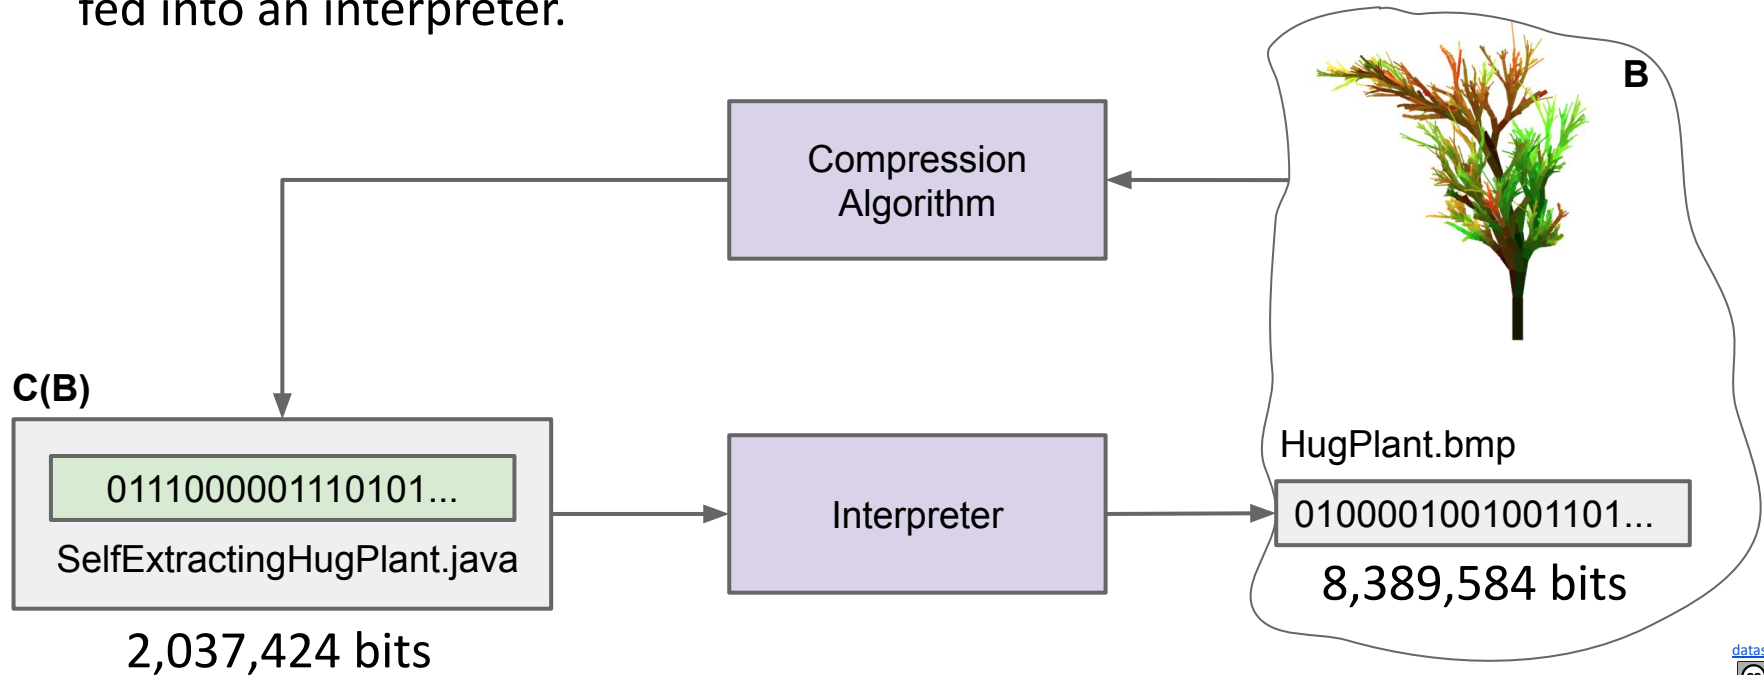 fed into an interpreter.
B
Compression
Algorithm
C(B)
0111000001110101...
SelfExtractingHugPlant.java
2,037,424 bits
Interpreter
HugPlant.bmp
0100001001001101...
8,389,584 bits
datas